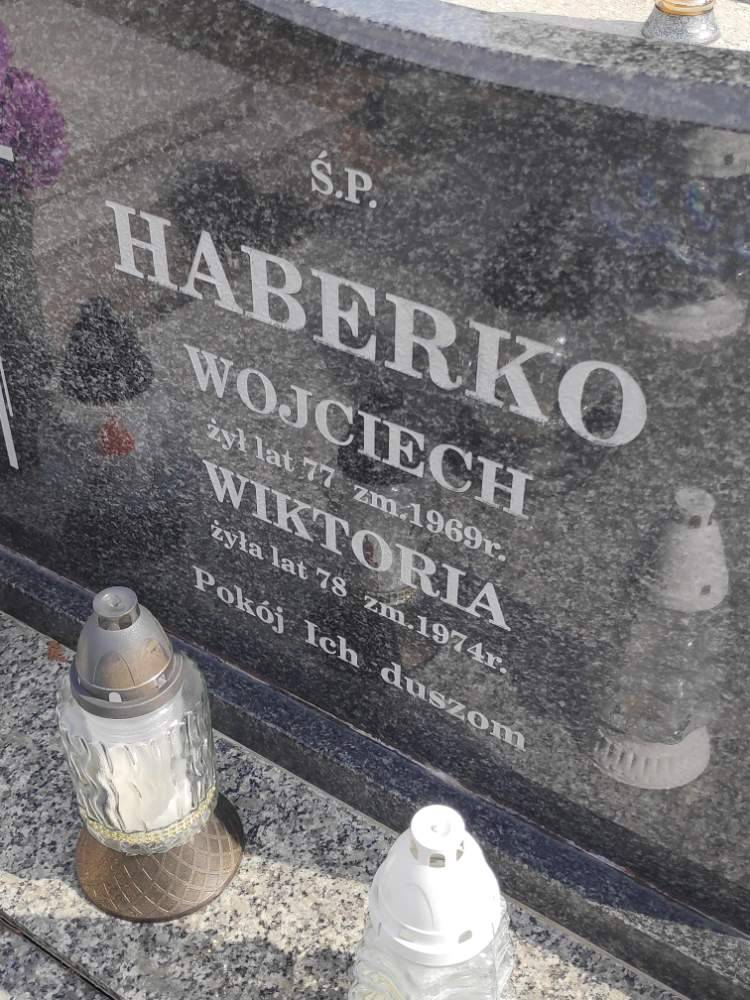 Ś.P.
HABERKO
WOJCIECH
żył lat 77 zm.1969r.
WIKTORIA
żyła lat 78 zm.1974r.
Pokój Ich duszom